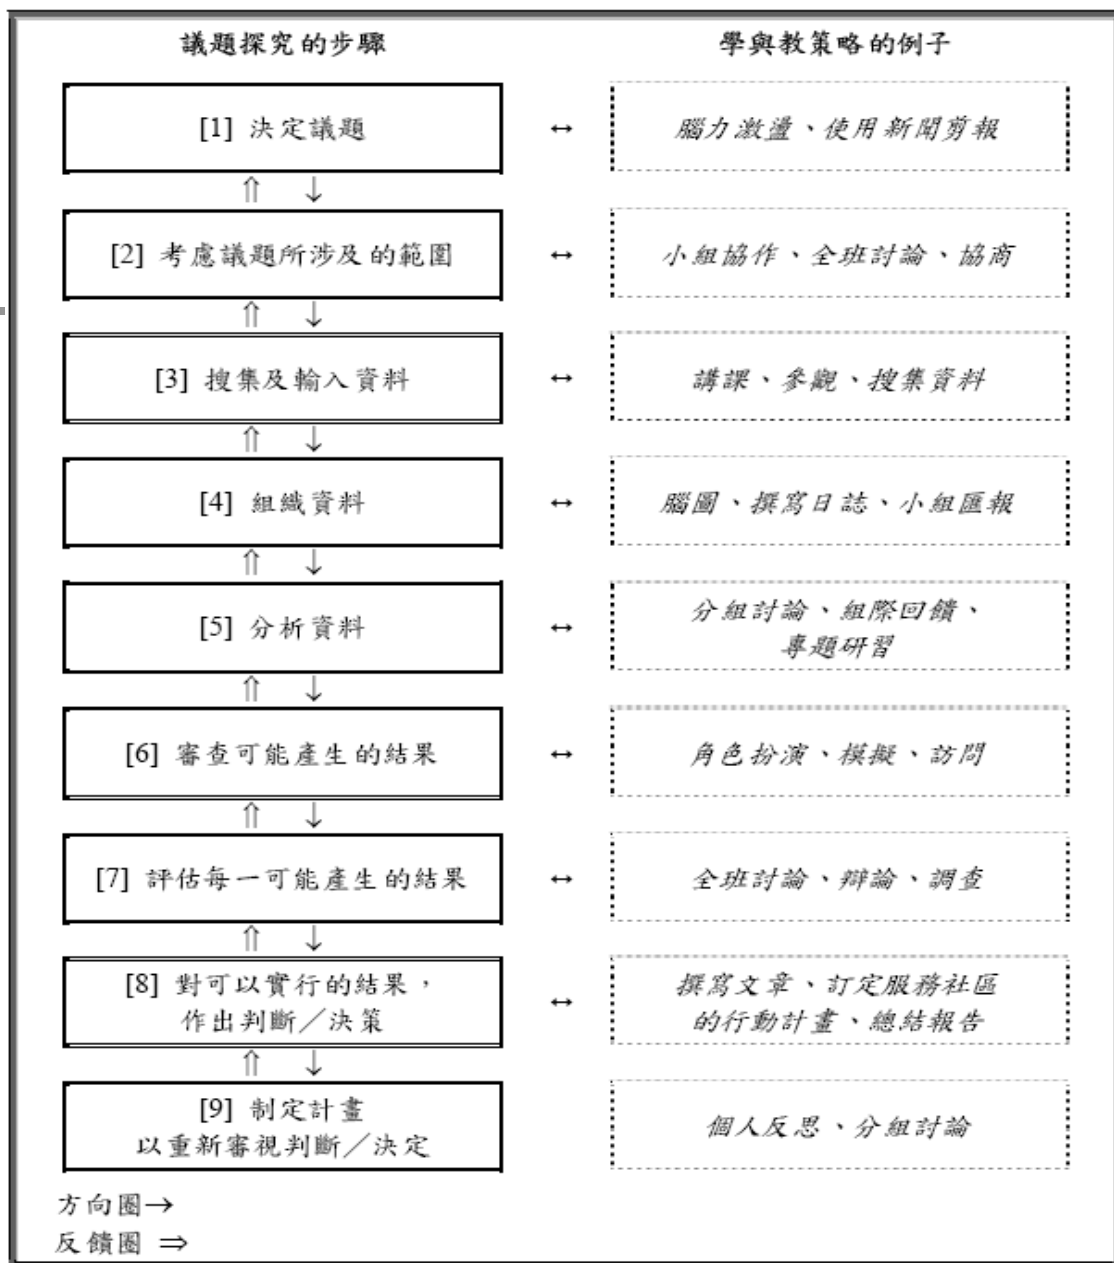 議題探究的步驟 學與教策略的例子
[1] 決定議題 ↔ 腦力激盪、使用新聞剪報
⇑ ↓
[2] 考慮議題所涉及的範圍 ↔ 小組協作、全班討論、協商
⇑ ↓
[3] 搜集及輸入資料 ↔ 講課、參觀、搜集資料
⇑ ↓
[4] 組織資料 ↔ 腦圖、撰寫日誌、小組匯報
⇑ ↓
[5] 分析資料 ↔ 分組討論、組際回饋、
專題研習
⇑ ↓
[6] 審查可能產生的結果 ↔ 角色扮演、模擬、訪問
⇑ ↓
[7] 評估每一可能產生的結果 ↔ 全班討論、辯論、調查
⇑ ↓
[8] 對可以實行的結果，
作出判斷／決策 ↔ 撰寫文章、訂定服務社區
的行動計畫、總結報告
⇑ ↓
[9] 制定計畫
以重新審視判斷／決定
個人反思、分組討論
方向圈→
反饋圈 ⇒